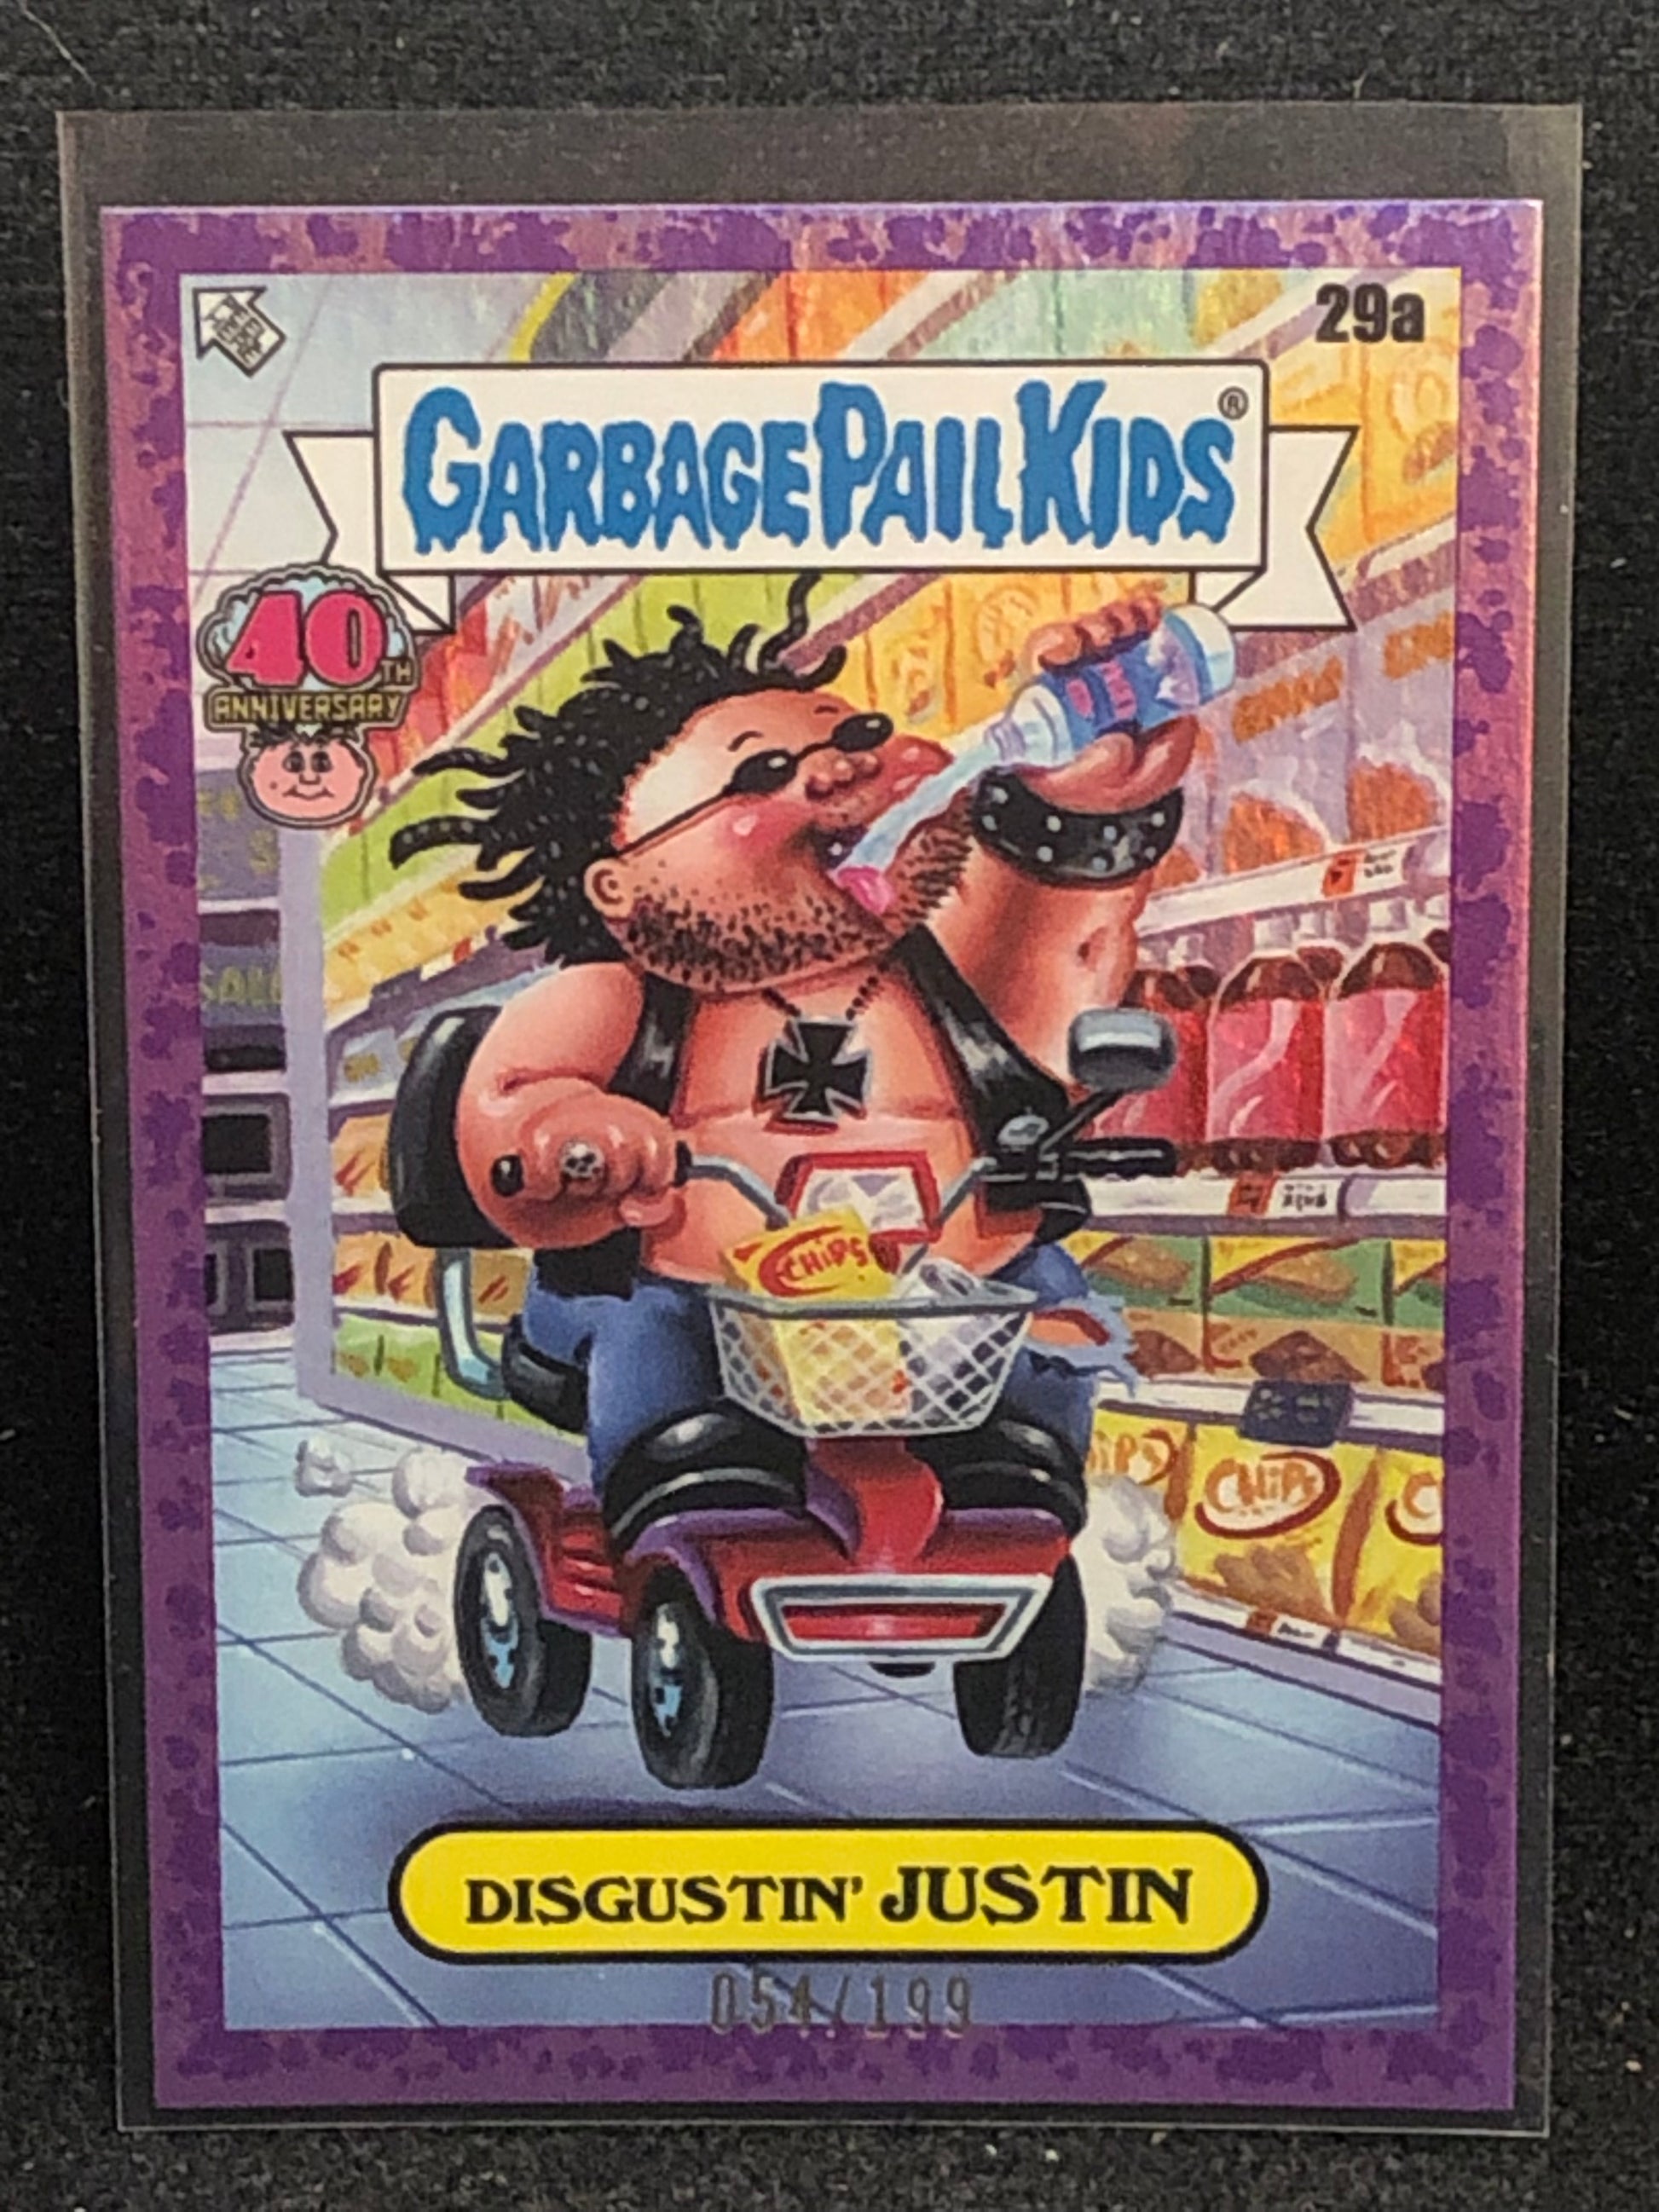 29a
GARBAGE PAIL KIDS®
40TH
ANNIVERSARY
CHIPS
CHIPS
DISGUSTIN' JUSTIN
054/199